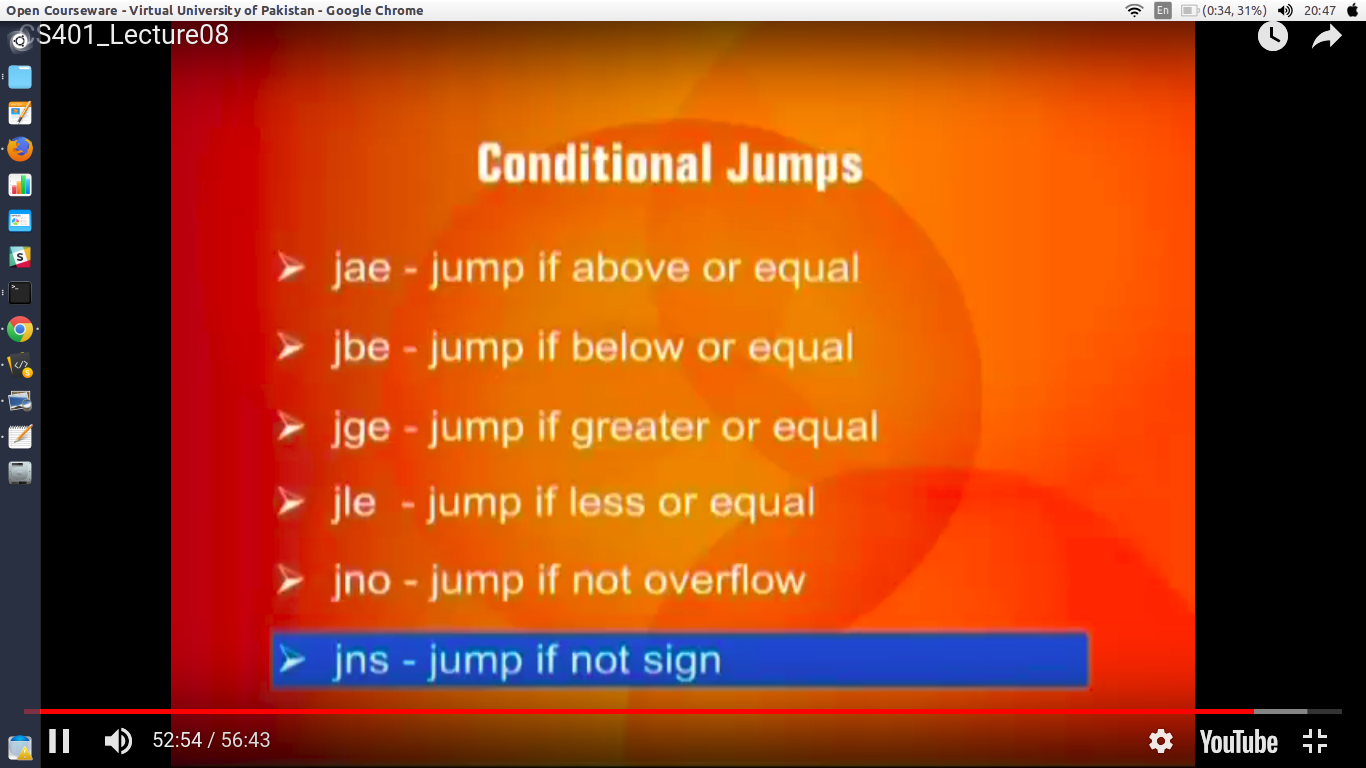 Open Courseware - Virtual University of Pakistan - Google Chrome
En
(0:34, 31%)
20:47
CS401_Lecture08
Conditional Jumps
➢ jae - jump if above or equal
➢ jbe - jump if below or equal
➢ jge - jump if greater or equal
➢ jle - jump if less or equal
➢ jno - jump if not overflow
➢ jns - jump if not sign
52:54 / 56:43
YouTube